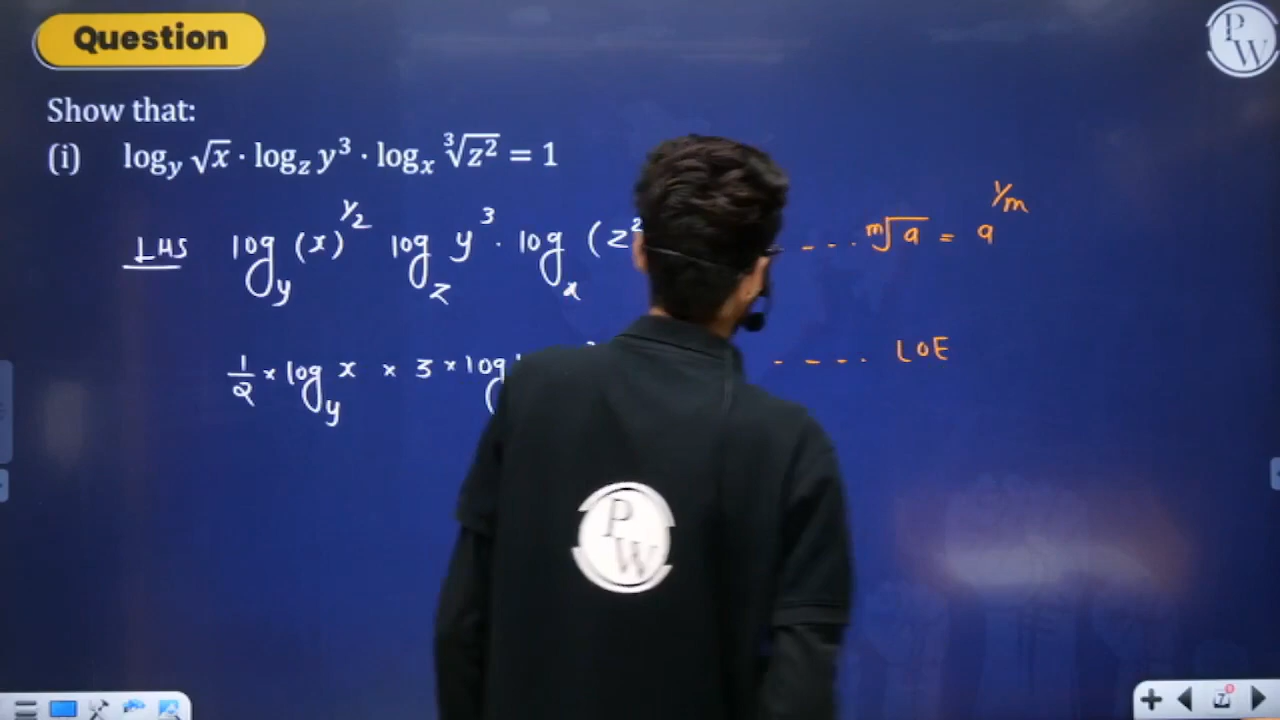 Question
P W
Show that:
(i) log_y √x · log_z y³ · log_x ∛z² = 1
LHS log_y (x)^1/2 log_z y³ · log_x (z² .... ᵐ√a = a^1/m
1/2 × log_y x × 3 × log .... LOE
P W
7